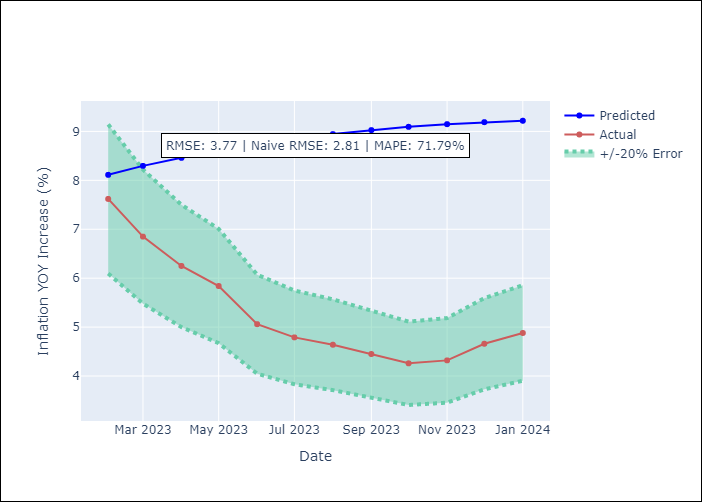 Predicted
Actual
+/-20% Error
RMSE: 3.77 | Naive RMSE: 2.81 | MAPE: 71.79%
Inflation YOY Increase (%)
9
8
7
6
5
4
Mar 2023
May 2023
Jul 2023
Sep 2023
Nov 2023
Jan 2024
Date